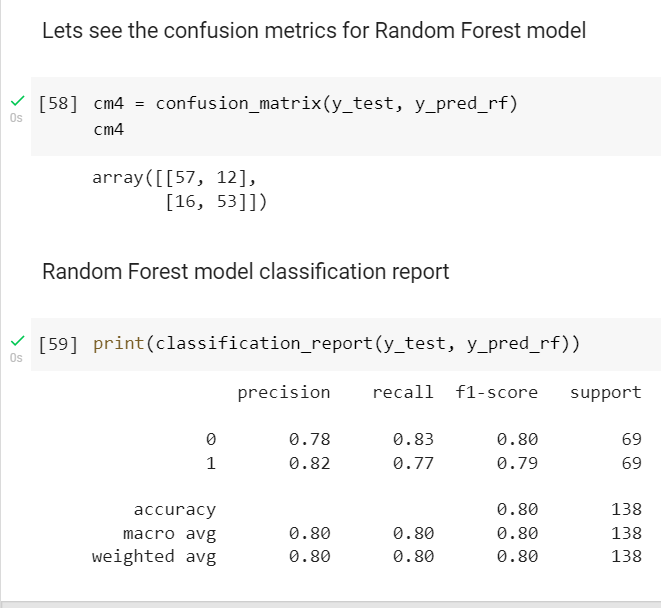 Lets see the confusion metrics for Random Forest model
[58] cm4 = confusion_matrix(y_test, y_pred_rf)
0s
cm4
array([[57, 12],
[16, 53]])
Random Forest model classification report
[59] print(classification_report(y_test, y_pred_rf))
0s
precision recall f1-score support
0 0.78 0.83 0.80 69
1 0.82 0.77 0.79 69
accuracy 0.80 138
macro avg 0.80 0.80 0.80 138
weighted avg 0.80 0.80 0.80 138